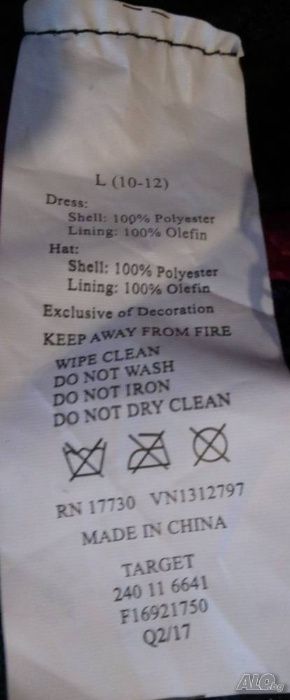 L (10-12)
Dress:
Shell: 100% Polyester
Lining: 100% Olefin
Hat:
Shell: 100% Polyester
Lining: 100% Olefin
Exclusive of Decoration
KEEP AWAY FROM FIRE
WIPE CLEAN
DO NOT WASH
DO NOT IRON
DO NOT DRY CLEAN
RN 17730 VN1312797
MADE IN CHINA
TARGET
240 11 6641
F16921750
Q2/17
ALO.bg